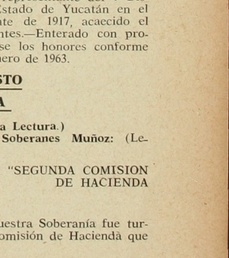 Estado de Yucatán en el
te de 1917, acaecido el
ntes.—Enterado con pro-
se los honores conforme
nero de 1963.
STO
A
a Lectura.)
Soberanes Muñoz: (Le-
"SEGUNDA COMISION
DE HACIENDA
uestra Soberanía fue tur-
omisión de Hacienda que